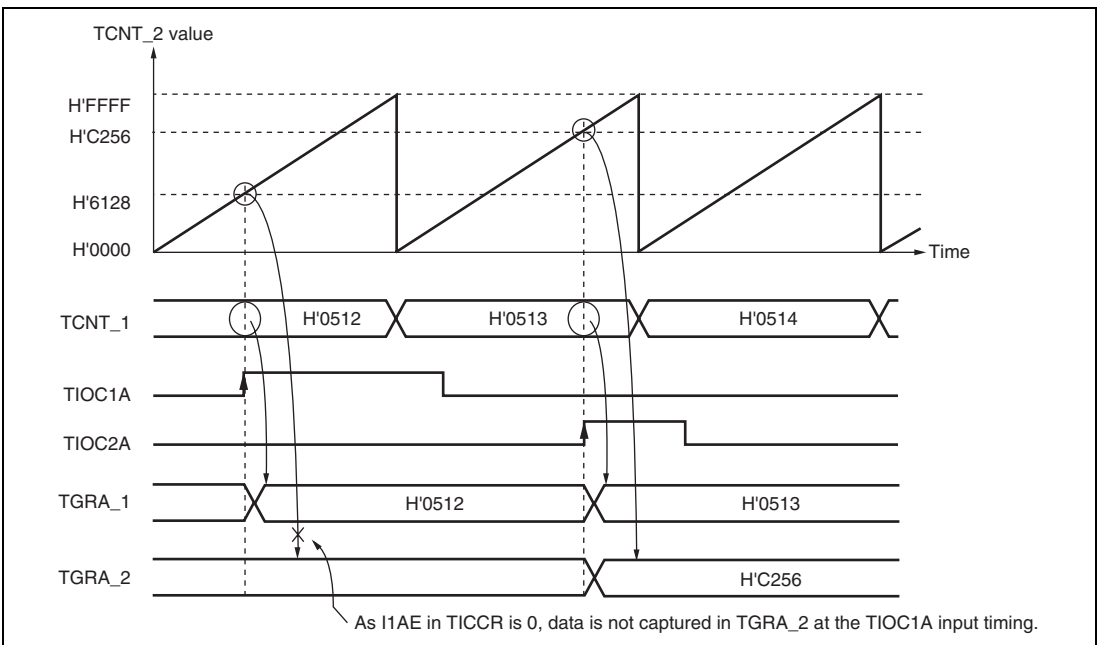 TCNT_2 value
H'FFFF
H'C256
H'6128
H'0000
Time
TCNT_1
H'0512
H'0513
H'0514
TIOC1A
TIOC2A
TGRA_1
H'0512
H'0513
TGRA_2
H'C256
As I1AE in TICCR is 0, data is not captured in TGRA_2 at the TIOC1A input timing.